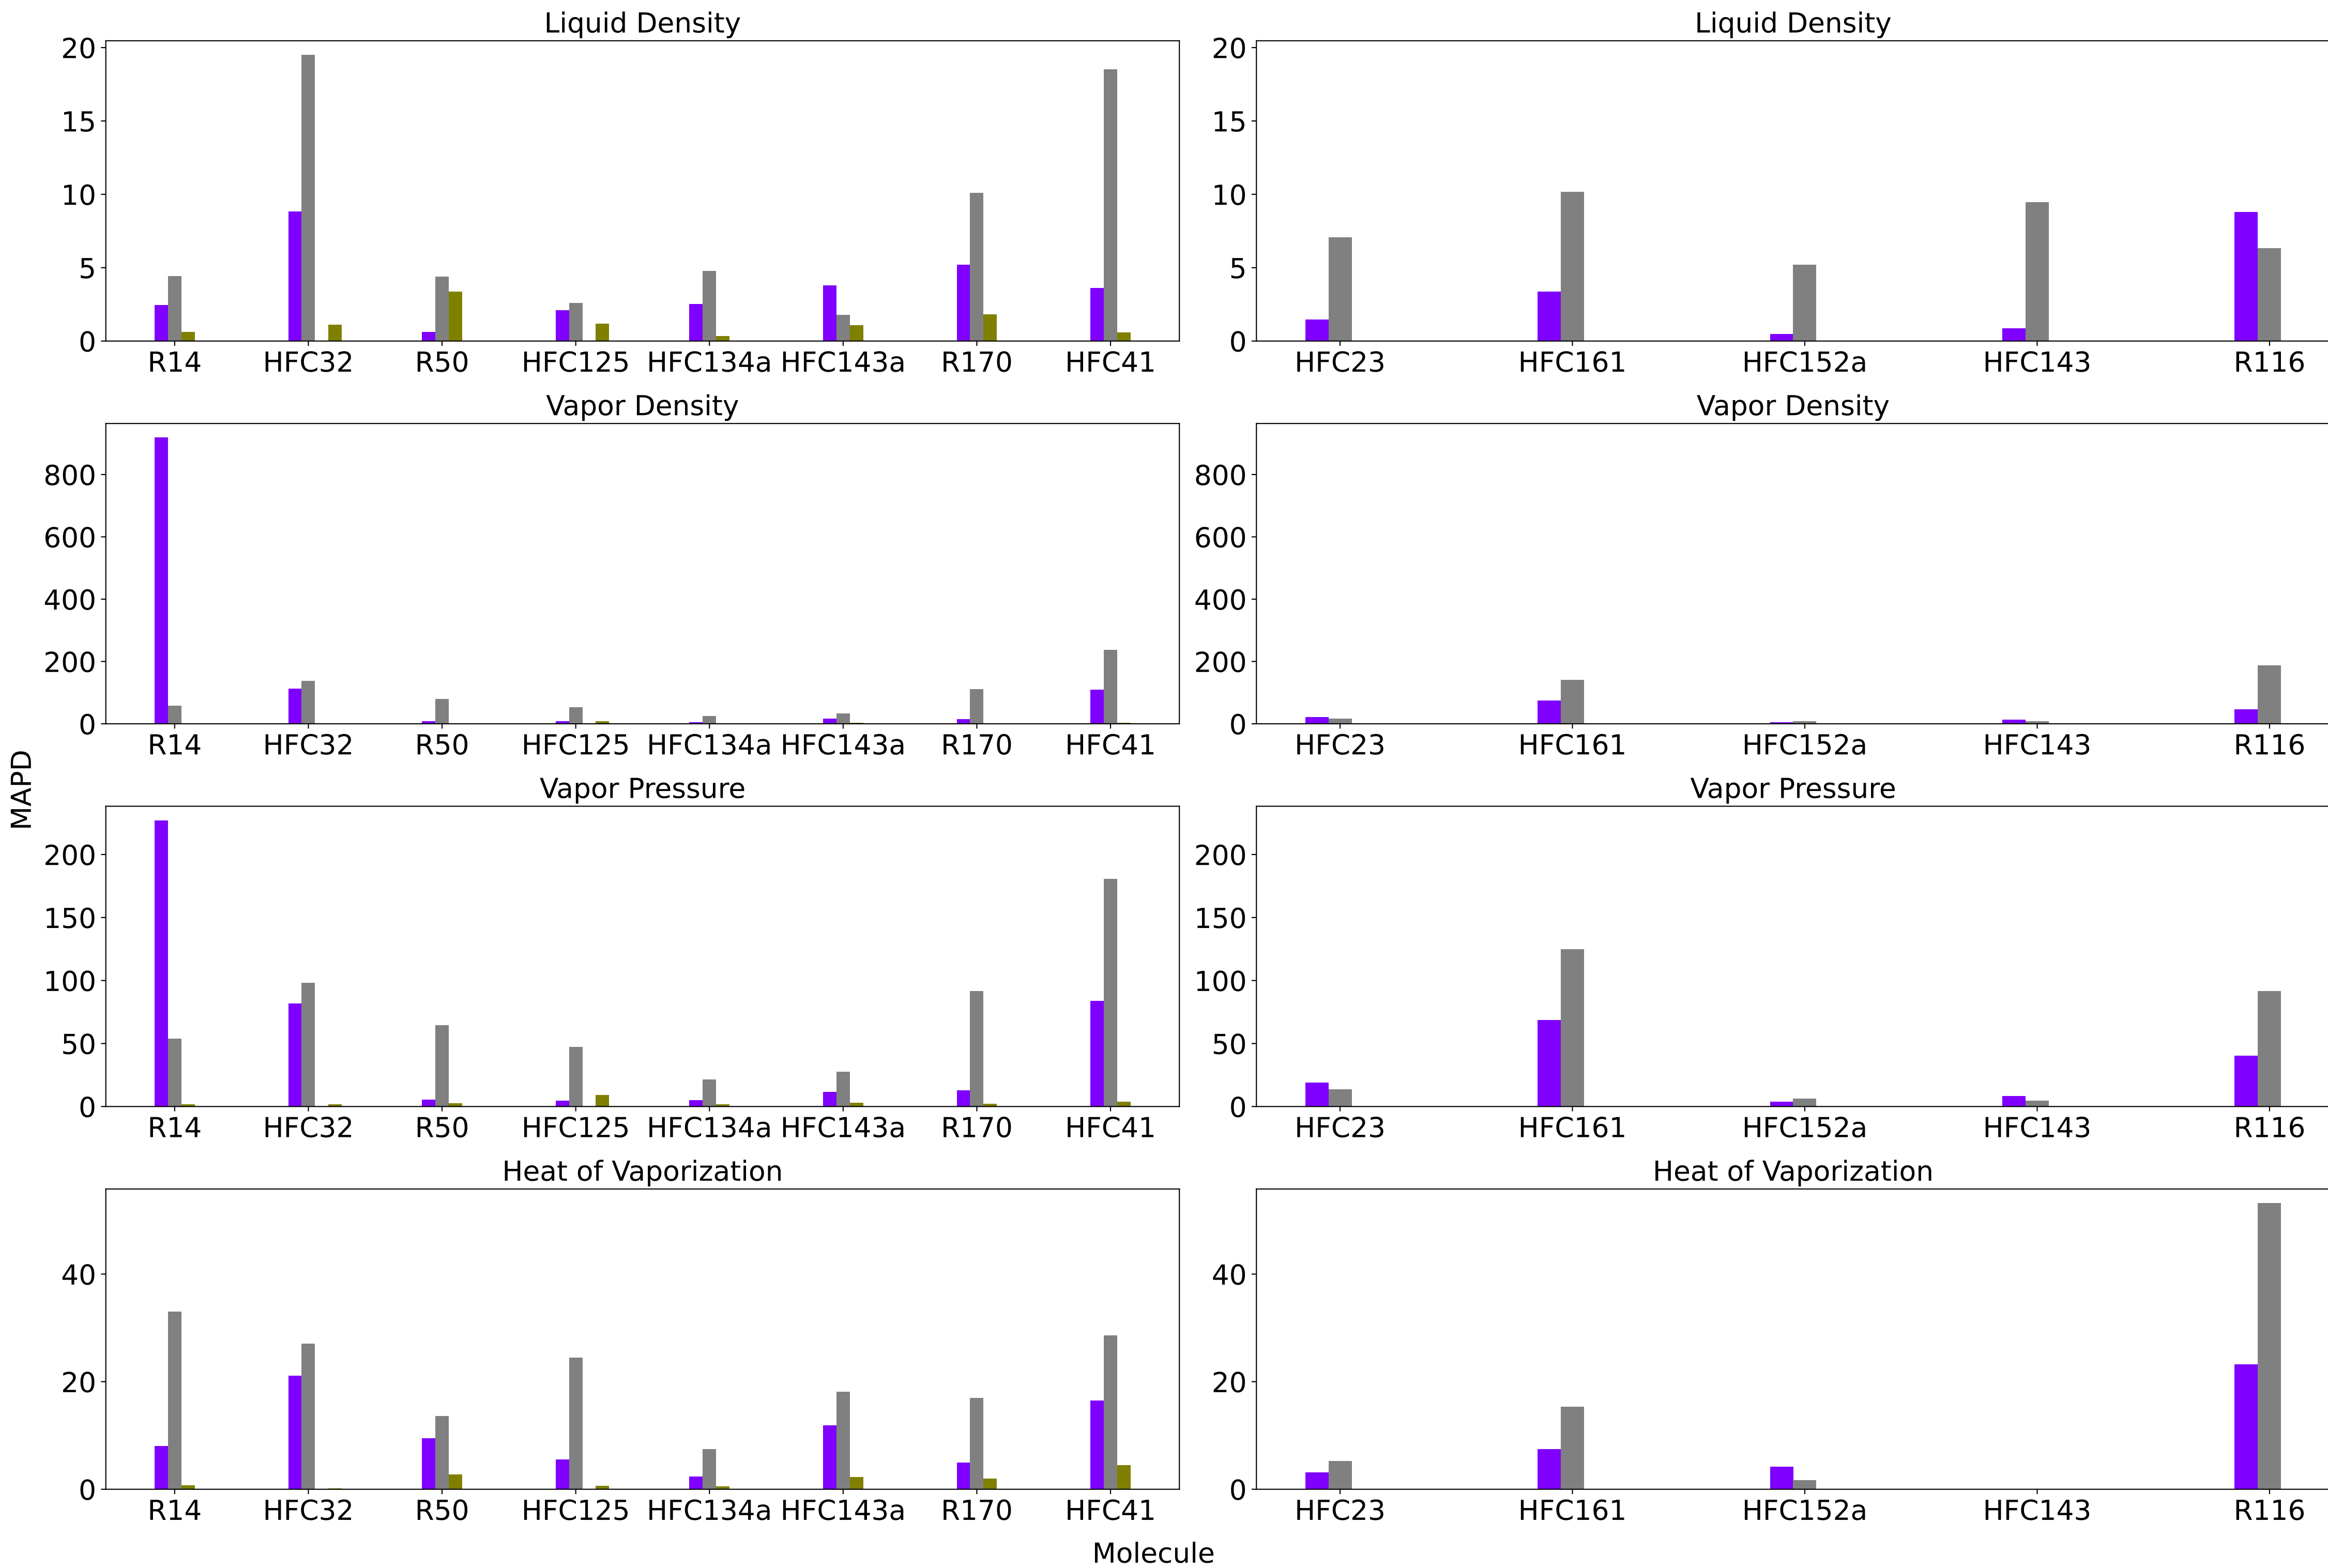 Liquid Density
20
15
10
5
0
R14 HFC32 R50 HFC125 HFC134a HFC143a R170 HFC41
Liquid Density
20
15
10
5
0
HFC23 HFC161 HFC152a HFC143 R116
Vapor Density
800
600
400
200
0
R14 HFC32 R50 HFC125 HFC134a HFC143a R170 HFC41
Vapor Density
800
600
400
200
0
HFC23 HFC161 HFC152a HFC143 R116
MAPD
Vapor Pressure
200
150
100
50
0
R14 HFC32 R50 HFC125 HFC134a HFC143a R170 HFC41
Vapor Pressure
200
150
100
50
0
HFC23 HFC161 HFC152a HFC143 R116
Heat of Vaporization
40
20
0
R14 HFC32 R50 HFC125 HFC134a HFC143a R170 HFC41
Heat of Vaporization
40
20
0
HFC23 HFC161 HFC152a HFC143 R116
Molecule